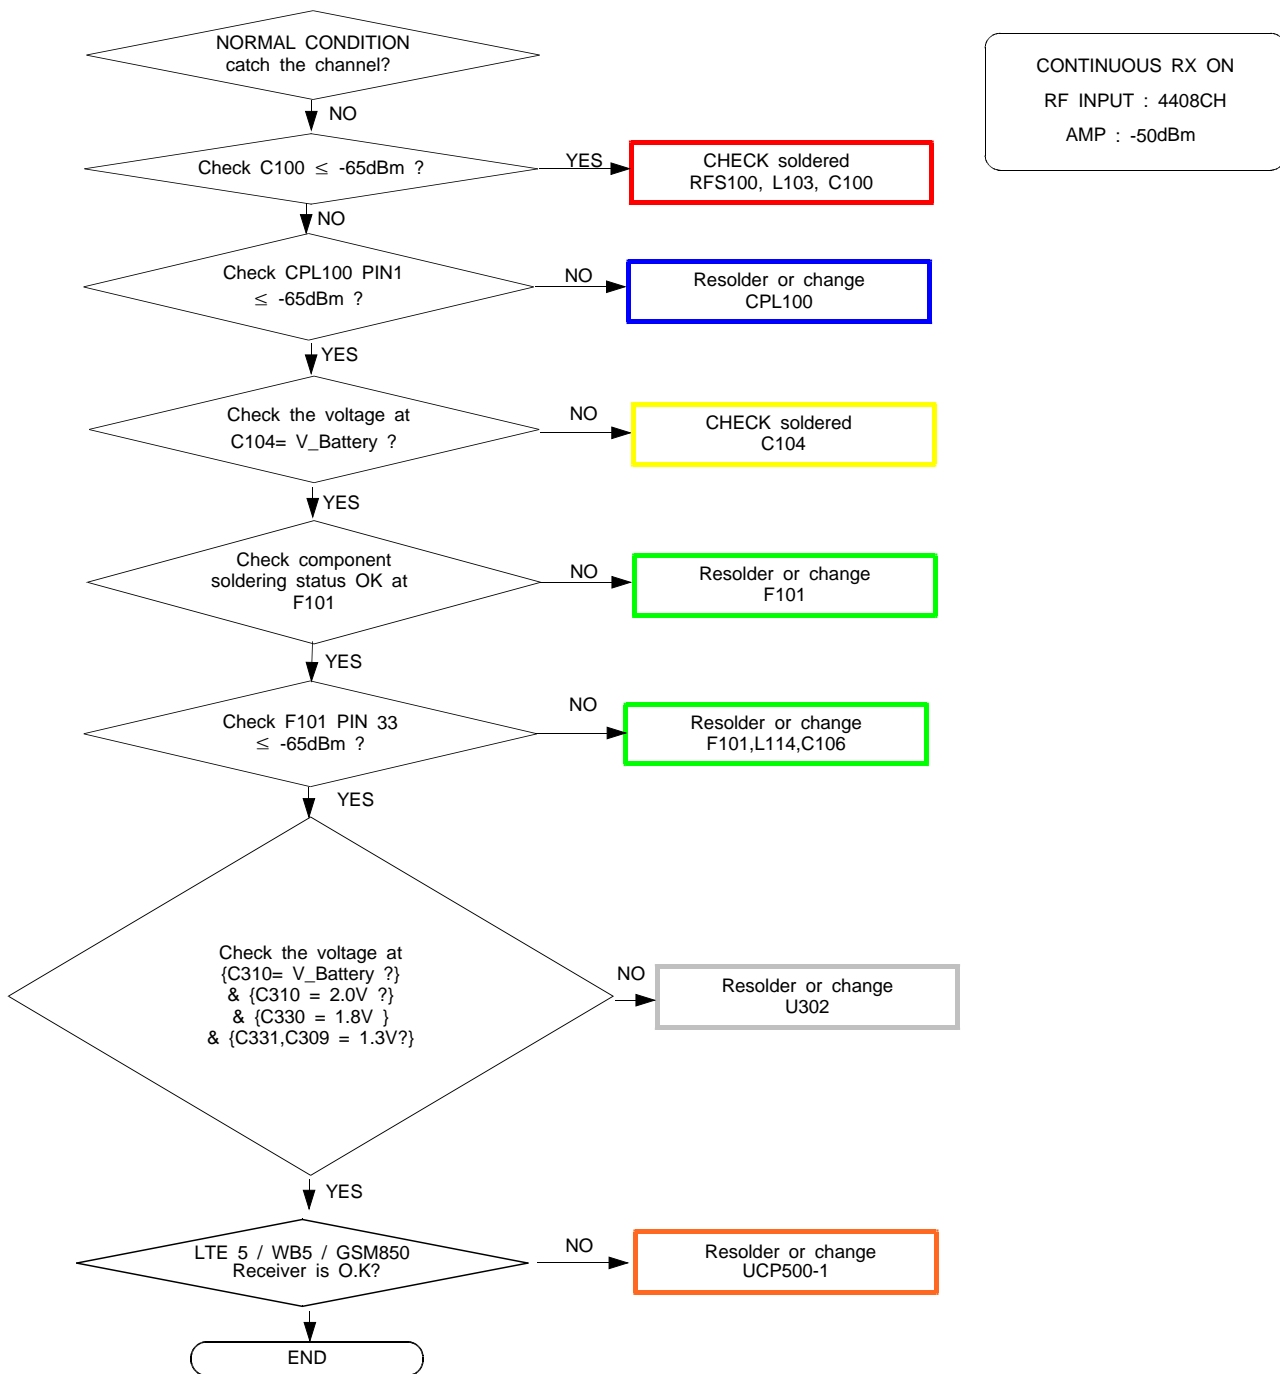 NORMAL CONDITION
catch the channel?
CONTINUOUS RX ON
RF INPUT : 4408CH
AMP : -50dBm
NO
Check C100 ≤ -65dBm ?
YES
CHECK soldered
RFS100, L103, C100
NO
Check CPL100 PIN1
≤ -65dBm ?
NO
Resolder or change
CPL100
YES
Check the voltage at
C104= V_Battery ?
NO
CHECK soldered
C104
YES
Check component
soldering status OK at
F101
NO
Resolder or change
F101
YES
Check F101 PIN 33
≤ -65dBm ?
NO
Resolder or change
F101,L114,C106
YES
Check the voltage at
{C310= V_Battery ?}
& {C310 = 2.0V ?}
& {C330 = 1.8V }
& {C331,C309 = 1.3V?}
NO
Resolder or change
U302
YES
LTE 5 / WB5 / GSM850
Receiver is O.K?
NO
Resolder or change
UCP500-1
END